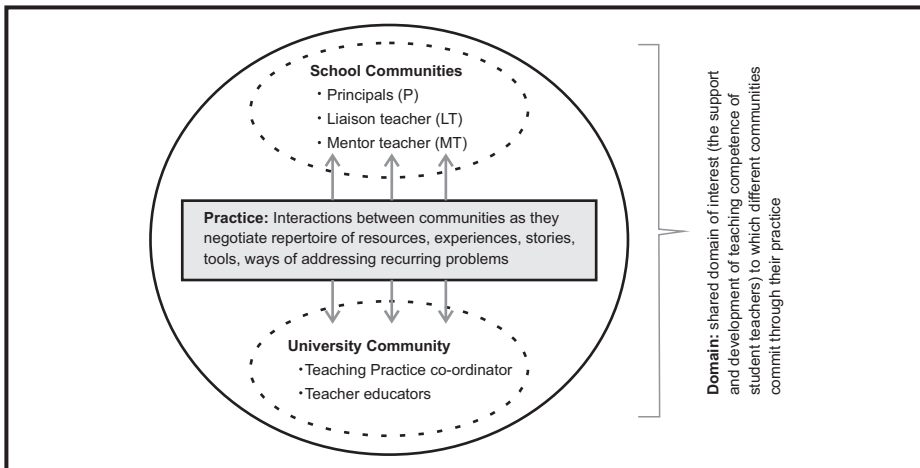 School Communities
· Principals (P)
· Liaison teacher (LT)
· Mentor teacher (MT)
Practice: Interactions between communities as they
negotiate repertoire of resources, experiences, stories,
tools, ways of addressing recurring problems
University Community
·Teaching Practice co-ordinator
·Teacher educators
Domain: shared domain of interest (the support
and development of teaching competence of
student teachers) to which different communities
commit through their practice